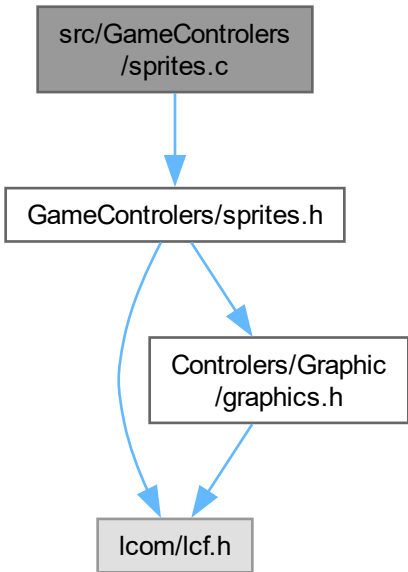 src/GameControlers
/sprites.c
GameControlers/sprites.h
Controlers/Graphic
/graphics.h
lcom/lcf.h